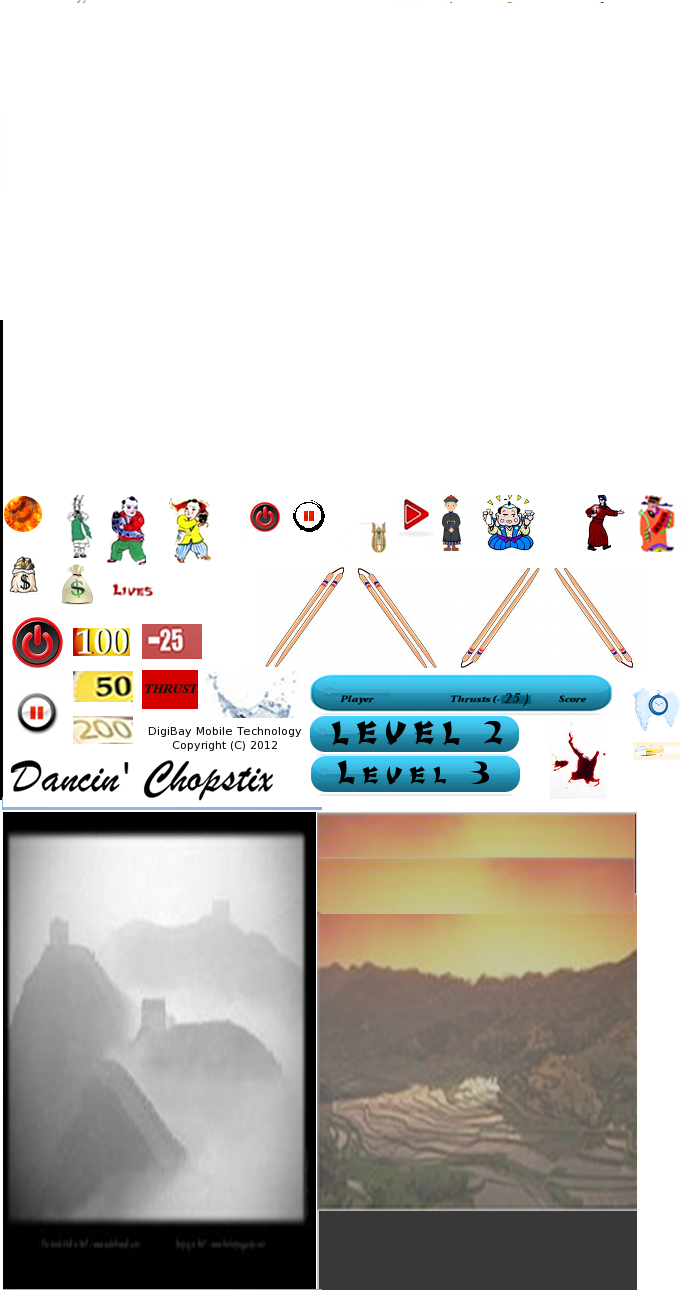 $
$
LIVES
100
-25
50
THRUST
Player
Thrusts (- 25 )
Score
200
DigiBay Mobile Technology
Copyright (C) 2012
LEVEL 2
LEVEL 3
Dancin' Chopstix